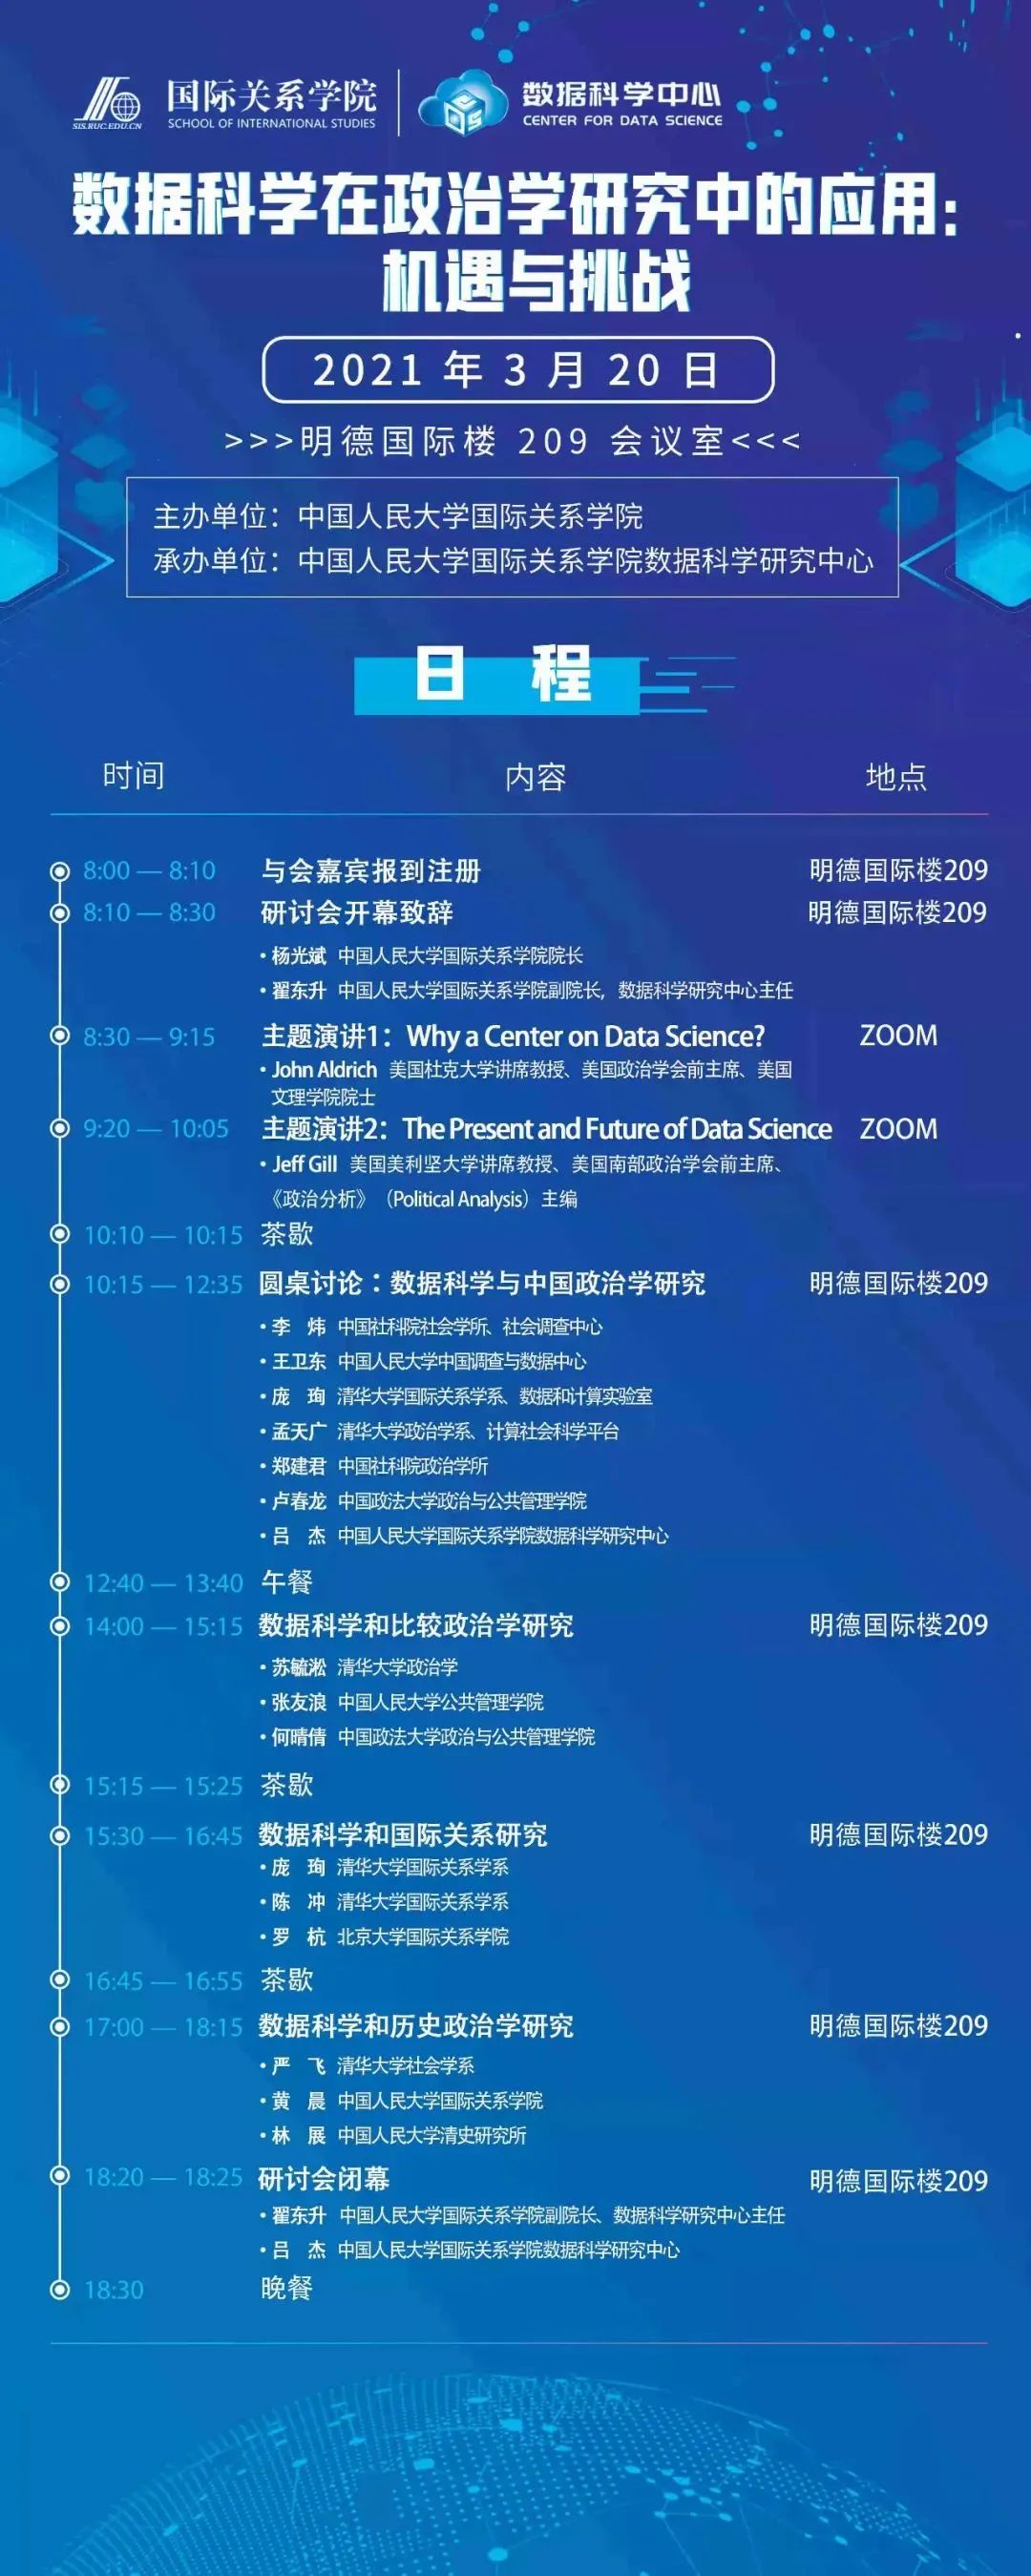 国际关系学院
SCHOOL OF INTERNATIONAL STUDIES
SIS.RUC.EDU.CN
数据科学中心
CENTER FOR DATA SCIENCE
数据科学在政治学研究中的应用:
机遇与挑战
2021 年 3 月 20 日
>>>明德国际楼 209 会议室<<<
主办单位：中国人民大学国际关系学院
承办单位：中国人民大学国际关系学院数据科学研究中心
日 程
时间 内容 地点
8:00 — 8:10 与会嘉宾报到注册 明德国际楼209
8:10 — 8:30 研讨会开幕致辞 明德国际楼209
• 杨光斌 中国人民大学国际关系学院院长
• 翟东升 中国人民大学国际关系学院副院长，数据科学研究中心主任
8:30 — 9:15 主题演讲1：Why a Center on Data Science? ZOOM
• John Aldrich 美国杜克大学讲席教授、美国政治学会前主席、美国
文理学院院士
9:20 — 10:05 主题演讲2：The Present and Future of Data Science ZOOM
• Jeff Gill 美国美利坚大学讲席教授、美国南部政治学会前主席、
《政治分析》（Political Analysis）主编
10:10 — 10:15 茶歇
10:15 — 12:35 圆桌讨论：数据科学与中国政治学研究 明德国际楼209
• 李 炜 中国社科院社会学所、社会调查中心
• 王卫东 中国人民大学中国调查与数据中心
• 庞 珣 清华大学国际关系学系、数据和计算实验室
• 孟天广 清华大学政治学系、计算社会科学平台
• 郑建君 中国社科院政治学所
• 卢春龙 中国政法大学政治与公共管理学院
• 吕 杰 中国人民大学国际关系学院数据科学研究中心
12:40 — 13:40 午餐
14:00 — 15:15 数据科学和比较政治学研究 明德国际楼209
• 苏毓淞 清华大学政治学
• 张友浪 中国人民大学公共管理学院
• 何晴倩 中国政法大学政治与公共管理学院
15:15 — 15:25 茶歇
15:30 — 16:45 数据科学和国际关系研究 明德国际楼209
• 庞 珣 清华大学国际关系学系
• 陈 冲 清华大学国际关系学系
• 罗 杭 北京大学国际关系学院
16:45 — 16:55 茶歇
17:00 — 18:15 数据科学和历史政治学研究 明德国际楼209
• 严 飞 清华大学社会学系
• 黄 晨 中国人民大学国际关系学院
• 林 展 中国人民大学清史研究所
18:20 — 18:25 研讨会闭幕 明德国际楼209
• 翟东升 中国人民大学国际关系学院副院长、数据科学研究中心主任
• 吕 杰 中国人民大学国际关系学院数据科学研究中心
18:30 晚餐